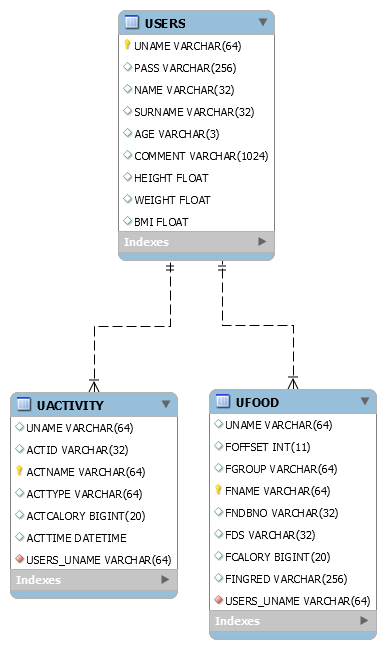 USERS
UNAME VARCHAR(64)
PASS VARCHAR(256)
NAME VARCHAR(32)
SURNAME VARCHAR(32)
AGE VARCHAR(3)
COMMENT VARCHAR(1024)
HEIGHT FLOAT
WEIGHT FLOAT
BMI FLOAT
Indexes
UACTIVITY
UNAME VARCHAR(64)
ACTID VARCHAR(32)
ACTNAME VARCHAR(64)
ACTTYPE VARCHAR(64)
ACTCALORY BIGINT(20)
ACTTIME DATETIME
USERS_UNAME VARCHAR(64)
Indexes
UFOOD
UNAME VARCHAR(64)
FOFFSET INT(11)
FGROUP VARCHAR(64)
FNAME VARCHAR(64)
FNDBNO VARCHAR(32)
FDS VARCHAR(32)
FCALORY BIGINT(20)
FINGRED VARCHAR(256)
USERS_UNAME VARCHAR(64)
Indexes